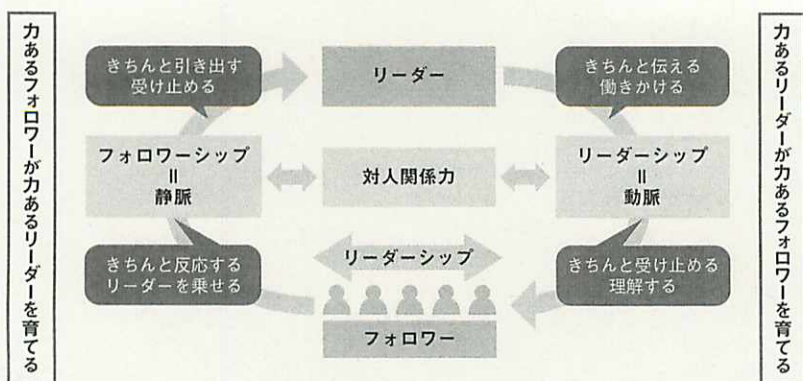 力あるフォロワーが力あるリーダーを育てる
きちんと引き出す
受け止める
リーダー
きちんと伝える
働きかける
フォロワーシップ
||
静脈
対人関係力
リーダーシップ
||
動脈
きちんと反応する
リーダーを乗せる
リーダーシップ
きちんと受け止める
理解する
フォロワー
力あるリーダーが力あるフォロワーを育てる